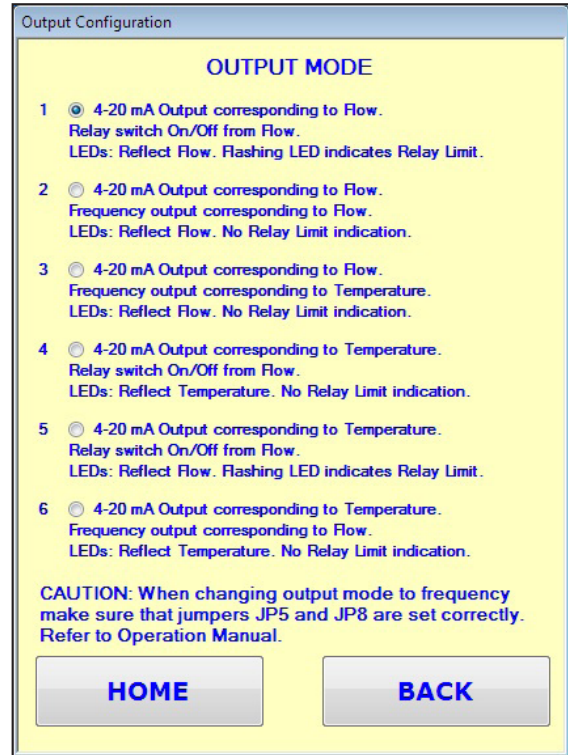 Output Configuration
OUTPUT MODE
1 4-20 mA Output corresponding to Flow.
Relay switch On/Off from Flow.
LEDs: Reflect Flow. Flashing LED indicates Relay Limit.
2 4-20 mA Output corresponding to Flow.
Frequency output corresponding to Flow.
LEDs: Reflect Flow. No Relay Limit indication.
3 4-20 mA Output corresponding to Flow.
Frequency output corresponding to Temperature.
LEDs: Reflect Flow. No Relay Limit indication.
4 4-20 mA Output corresponding to Temperature.
Relay switch On/Off from Flow.
LEDs: Reflect Temperature. No Relay Limit indication.
5 4-20 mA Output corresponding to Temperature.
Relay switch On/Off from Flow.
LEDs: Reflect Flow. Flashing LED indicates Relay Limit.
6 4-20 mA Output corresponding to Temperature.
Frequency output corresponding to Flow.
LEDs: Reflect Temperature. No Relay Limit indication.
CAUTION: When changing output mode to frequency
make sure that jumpers JP5 and JP8 are set correctly.
Refer to Operation Manual.
HOME BACK